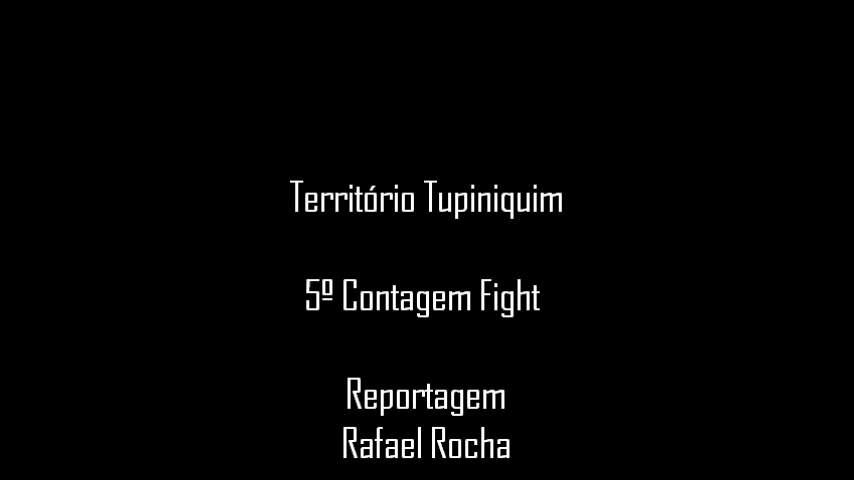 Território Tupiniquim
5º Contagem Fight
Reportagem
Rafael Rocha